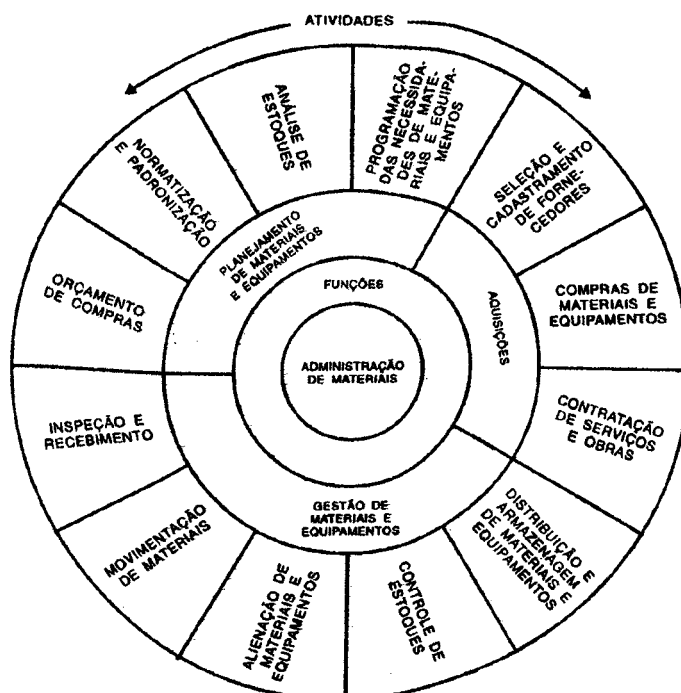 ATIVIDADES
ANÁLISE DE
ESTOQUES
PROGRAMAÇÃO
DAS NECESSIDA-
DES DE MATE-
RIAIS E EQUIPA-
MENTOS
SELEÇÃO E
CADASTRAMENTO
DE FORNE-
CEDORES
COMPRAS DE
MATERIAIS E
EQUIPAMENTOS
CONTRATAÇÃO
DE SERVIÇOS
E OBRAS
DISTRIBUIÇÃO E
ARMAZENAGEM
DE MATERIAIS E
EQUIPAMENTOS
CONTROLE DE
ESTOQUES
ALIENAÇÃO DE
MATERIAIS E
EQUIPAMENTOS
MOVIMENTAÇÃO
DE MATERIAIS
INSPEÇÃO E
RECEBIMENTO
ORÇAMENTO
DE COMPRAS
NORMATIZAÇÃO
E PADRONIZAÇÃO
PLANEJAMENTO
DE MATERIAIS
E EQUIPAMENTOS
AQUISIÇÕES
GESTÃO DE
MATERIAIS E
EQUIPAMENTOS
FUNÇÕES
ADMINISTRAÇÃO
DE MATERIAIS